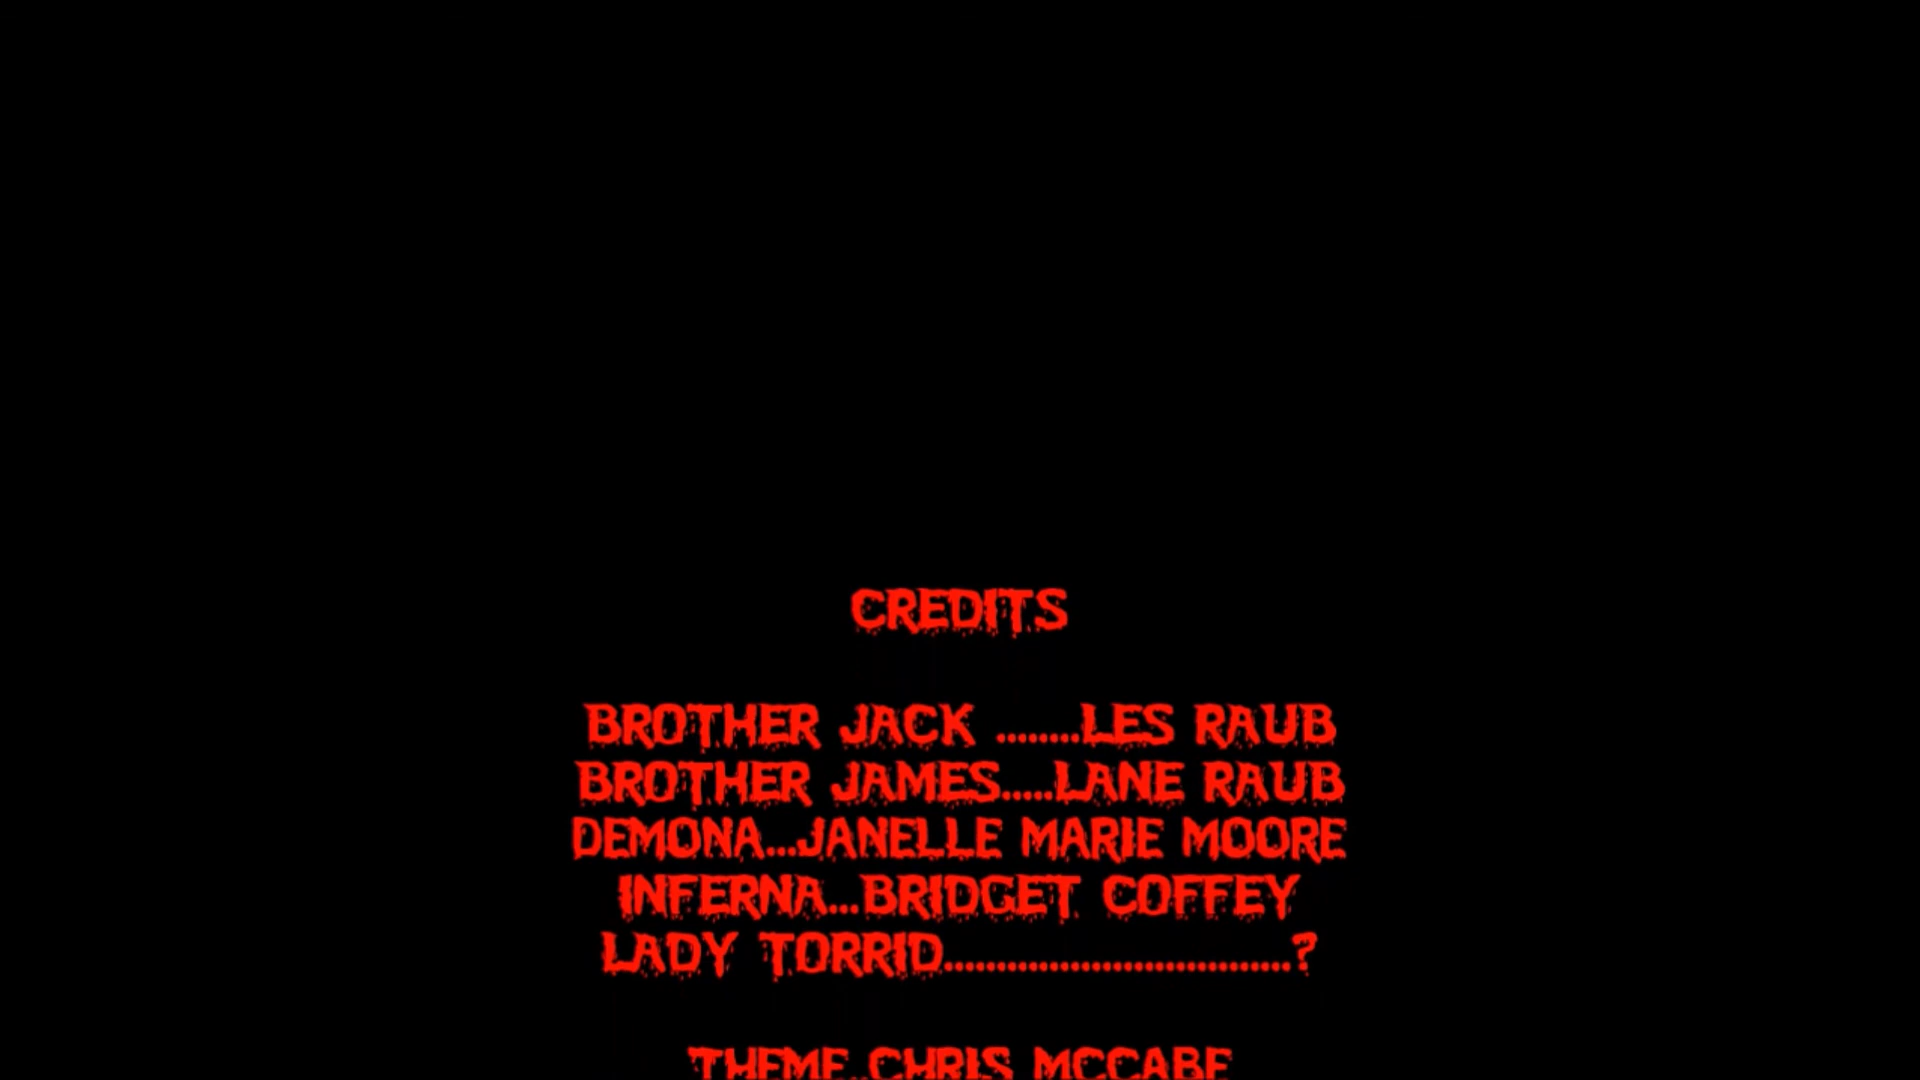 CREDITS
BROTHER JACK ........LES RAUB
BROTHER JAMES.....LANE RAUB
DEMONA...JANELLE MARIE MOORE
INFERNA...BRIDGET COFFEY
LADY TORRID.................................?
THEME..CHRIS MCCABE